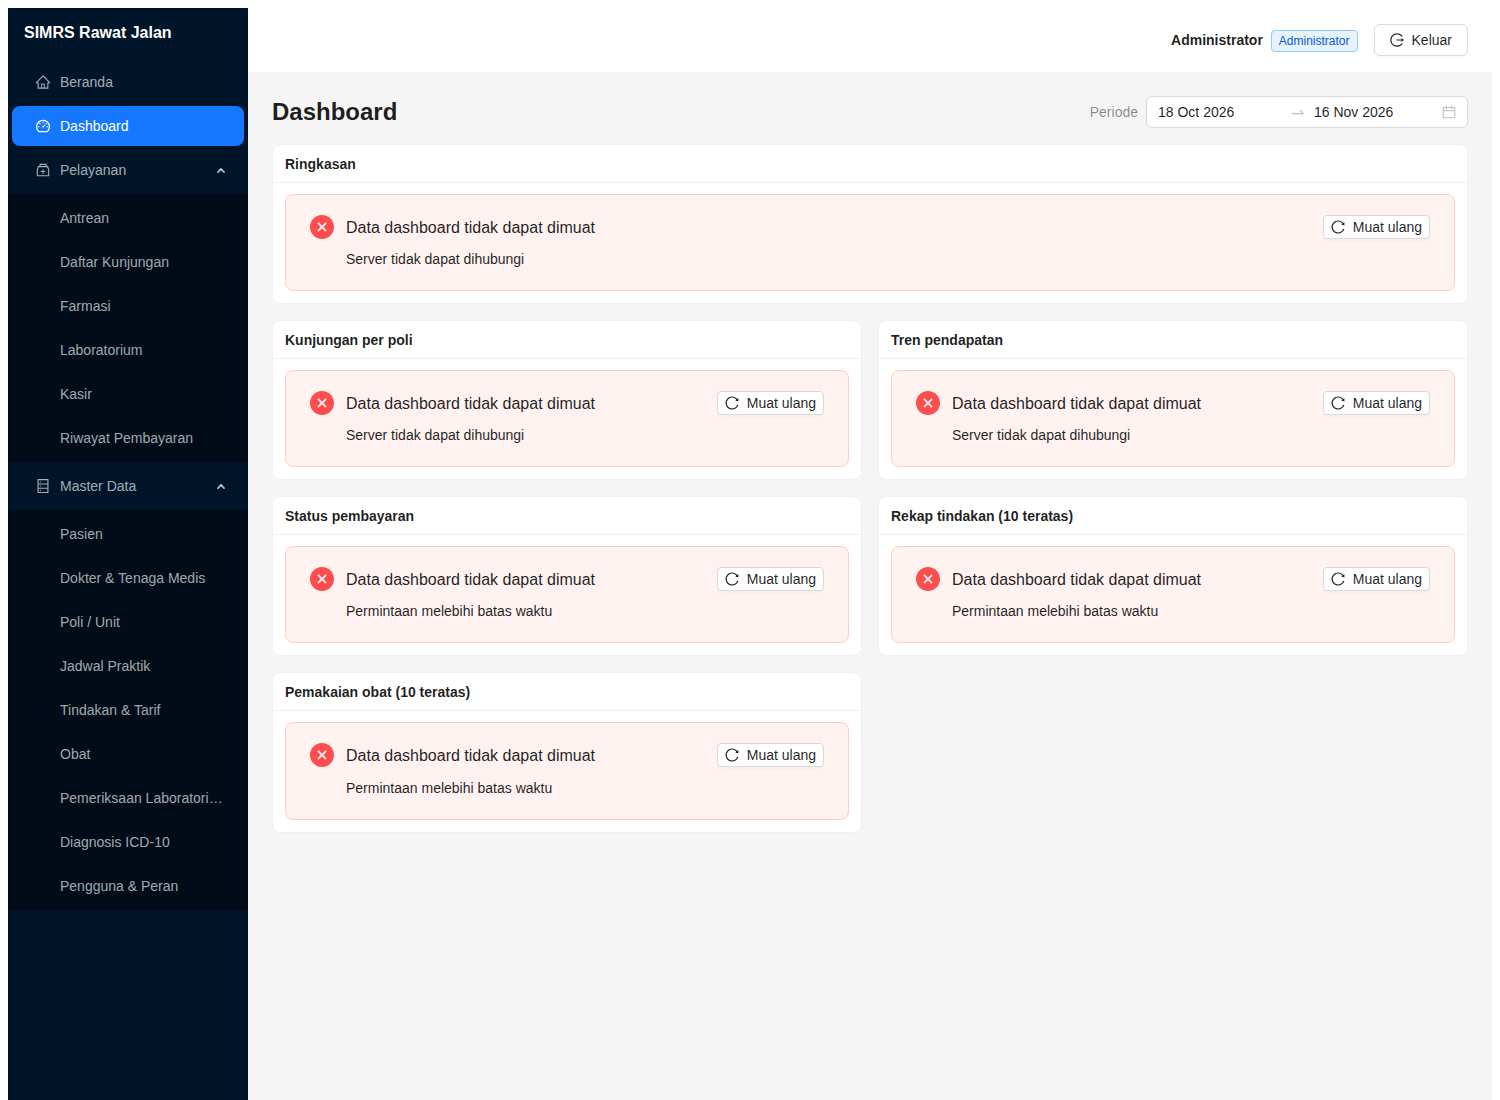 SIMRS Rawat Jalan
Administrator Administrator Keluar
Beranda
Dashboard
Pelayanan
Antrean
Daftar Kunjungan
Farmasi
Laboratorium
Kasir
Riwayat Pembayaran
Master Data
Pasien
Dokter & Tenaga Medis
Poli / Unit
Jadwal Praktik
Tindakan & Tarif
Obat
Pemeriksaan Laboratori…
Diagnosis ICD-10
Pengguna & Peran
Dashboard
Periode 18 Oct 2026 16 Nov 2026
Ringkasan
Data dashboard tidak dapat dimuat Muat ulang
Server tidak dapat dihubungi
Kunjungan per poli
Data dashboard tidak dapat dimuat Muat ulang
Server tidak dapat dihubungi
Tren pendapatan
Data dashboard tidak dapat dimuat Muat ulang
Server tidak dapat dihubungi
Status pembayaran
Data dashboard tidak dapat dimuat Muat ulang
Permintaan melebihi batas waktu
Rekap tindakan (10 teratas)
Data dashboard tidak dapat dimuat Muat ulang
Permintaan melebihi batas waktu
Pemakaian obat (10 teratas)
Data dashboard tidak dapat dimuat Muat ulang
Permintaan melebihi batas waktu